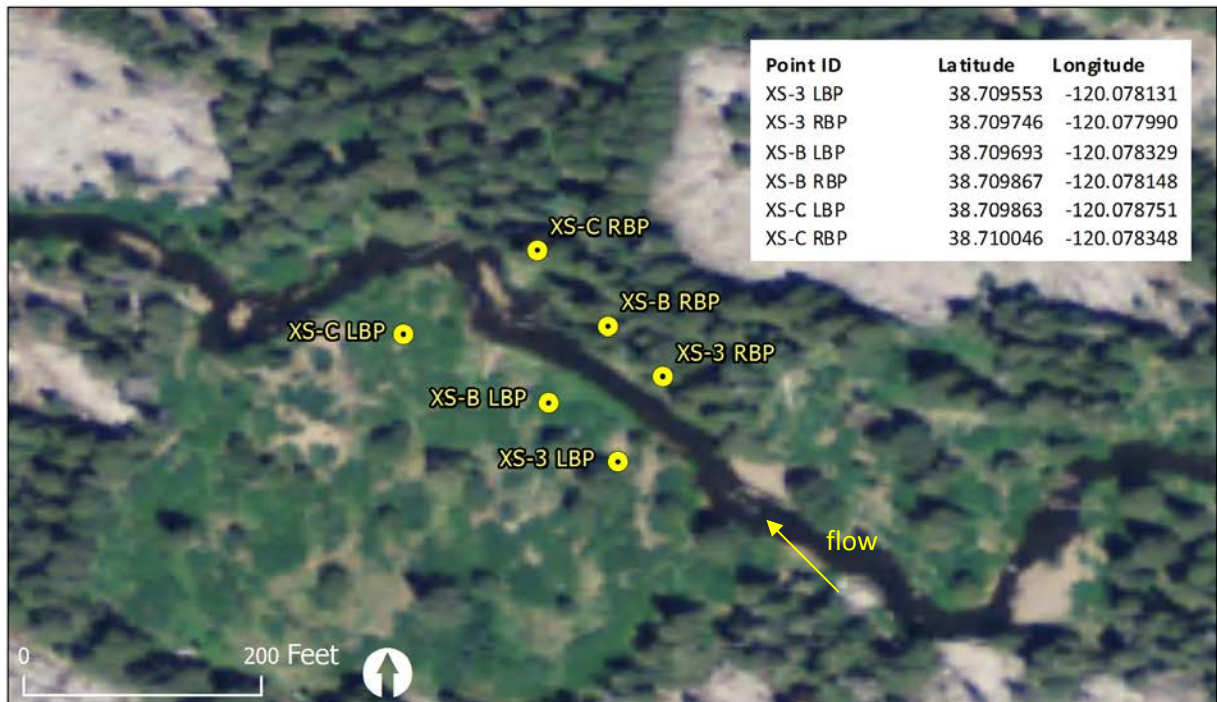 Point ID Latitude Longitude
XS-3 LBP 38.709553 -120.078131
XS-3 RBP 38.709746 -120.077990
XS-B LBP 38.709693 -120.078329
XS-B RBP 38.709867 -120.078148
XS-C LBP 38.709863 -120.078751
XS-C RBP 38.710046 -120.078348
XS-C RBP
XS-B RBP
XS-C LBP
XS-3 RBP
XS-B LBP
XS-3 LBP
flow
0 200 Feet